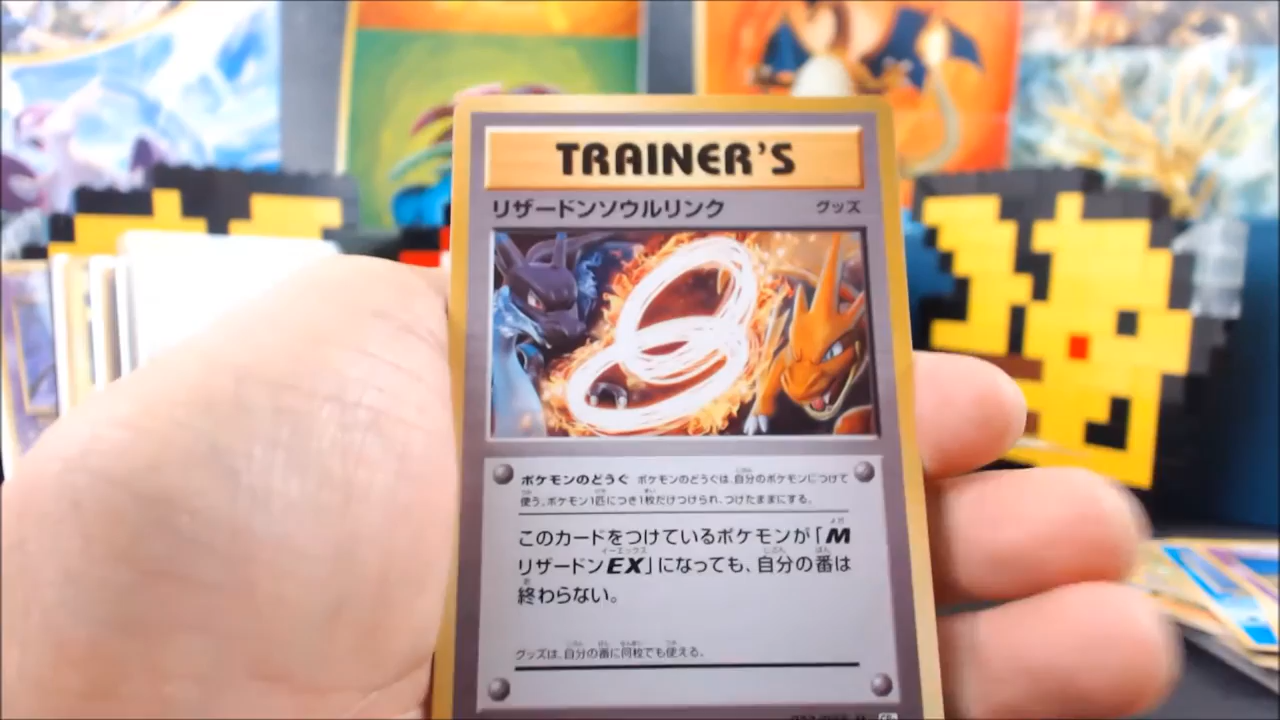 TRAINER'S
リザードンソウルリンク グッズ
ポケモンのどうぐ ポケモンのどうぐは、自分のポケモンにつけて
使う。ポケモン1匹につき1枚だけつけられ、つけたままにする。
このカードをつけているポケモンが「M
リザードンEX」になっても、自分の番は
終わらない。
グッズは、自分の番に何枚でも使える。